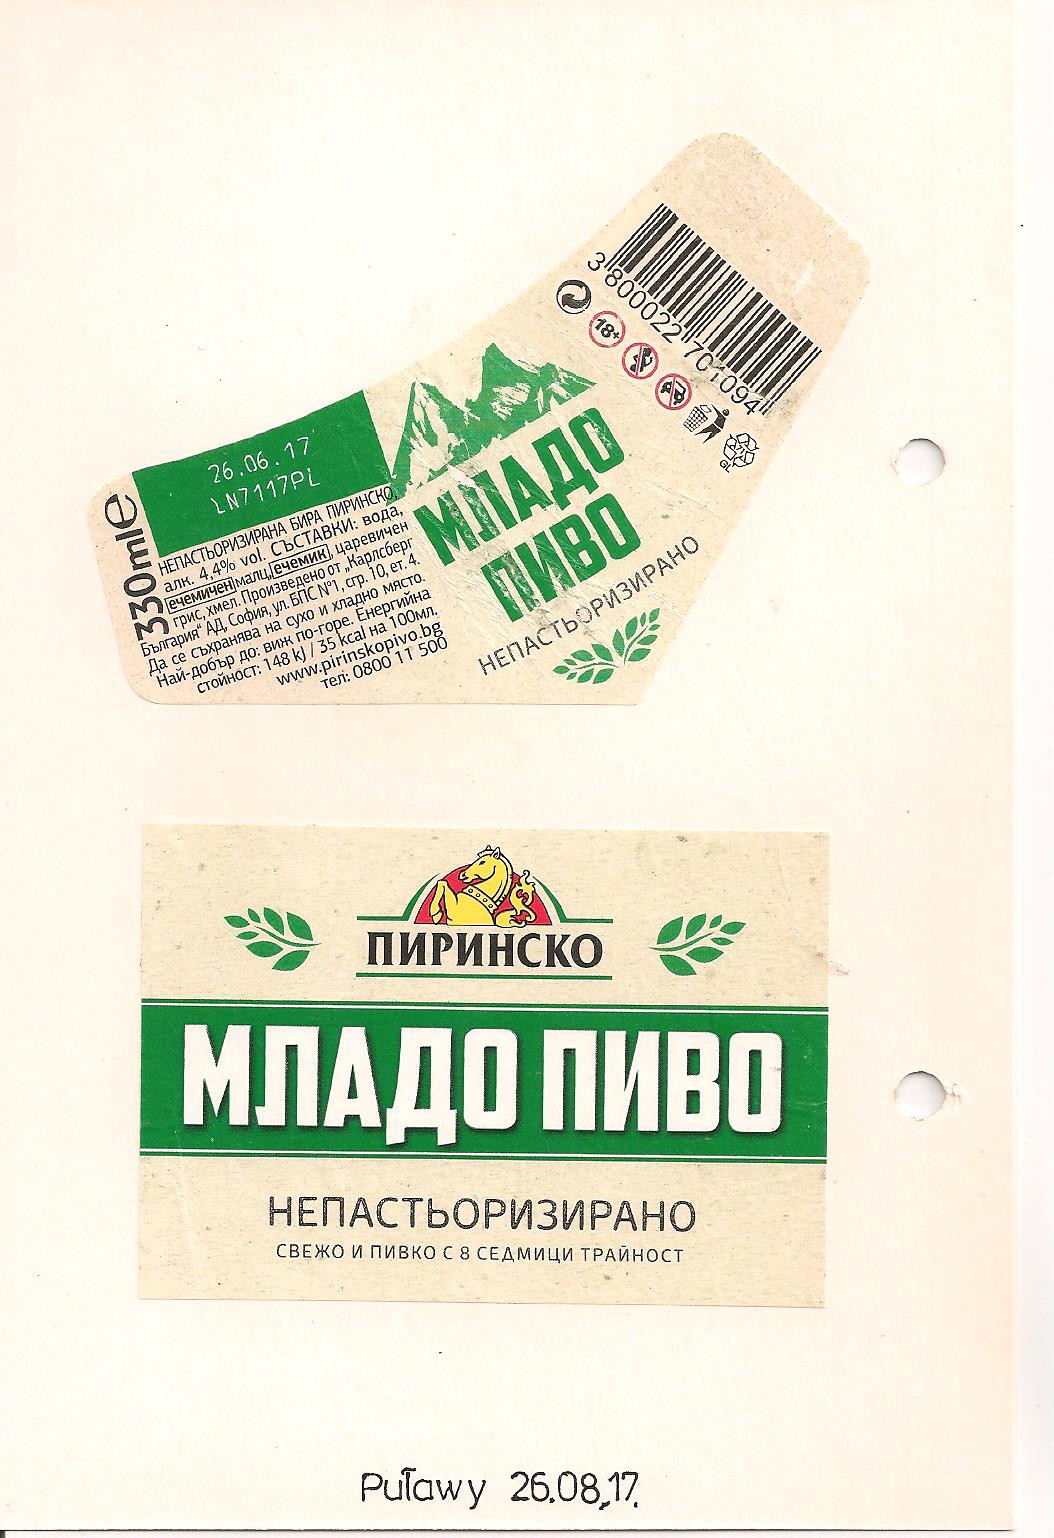 26.06.17
LN7117PL
330mle
НЕПАСТЬОРИЗИРАНА БИРА ПИРИНСКО,
алк. 4,4% vol. СЪСТАВКИ: вода,
ечемичен малц, ечемик, царевичен
грис, хмел. Произведено от „Карлсберг
България“ АД, София, ул. БПС №1, сгр. 10, ет. 4.
Да се съхранява на сухо и хладно място.
Най-добър до: виж по-горе. Енергийна
стойност: 148 kJ / 35 kcal на 100мл.
www.pirinskopivo.bg
тел: 0800 11 500
МЛАДО
ПИВО
НЕПАСТЬОРИЗИРАНО
3 800022 701094
18+
ПИРИНСКО
МЛАДО ПИВО
НЕПАСТЬОРИЗИРАНО
СВЕЖО И ПИВКО С 8 СЕДМИЦИ ТРАЙНОСТ
Puławy 26.08.17.